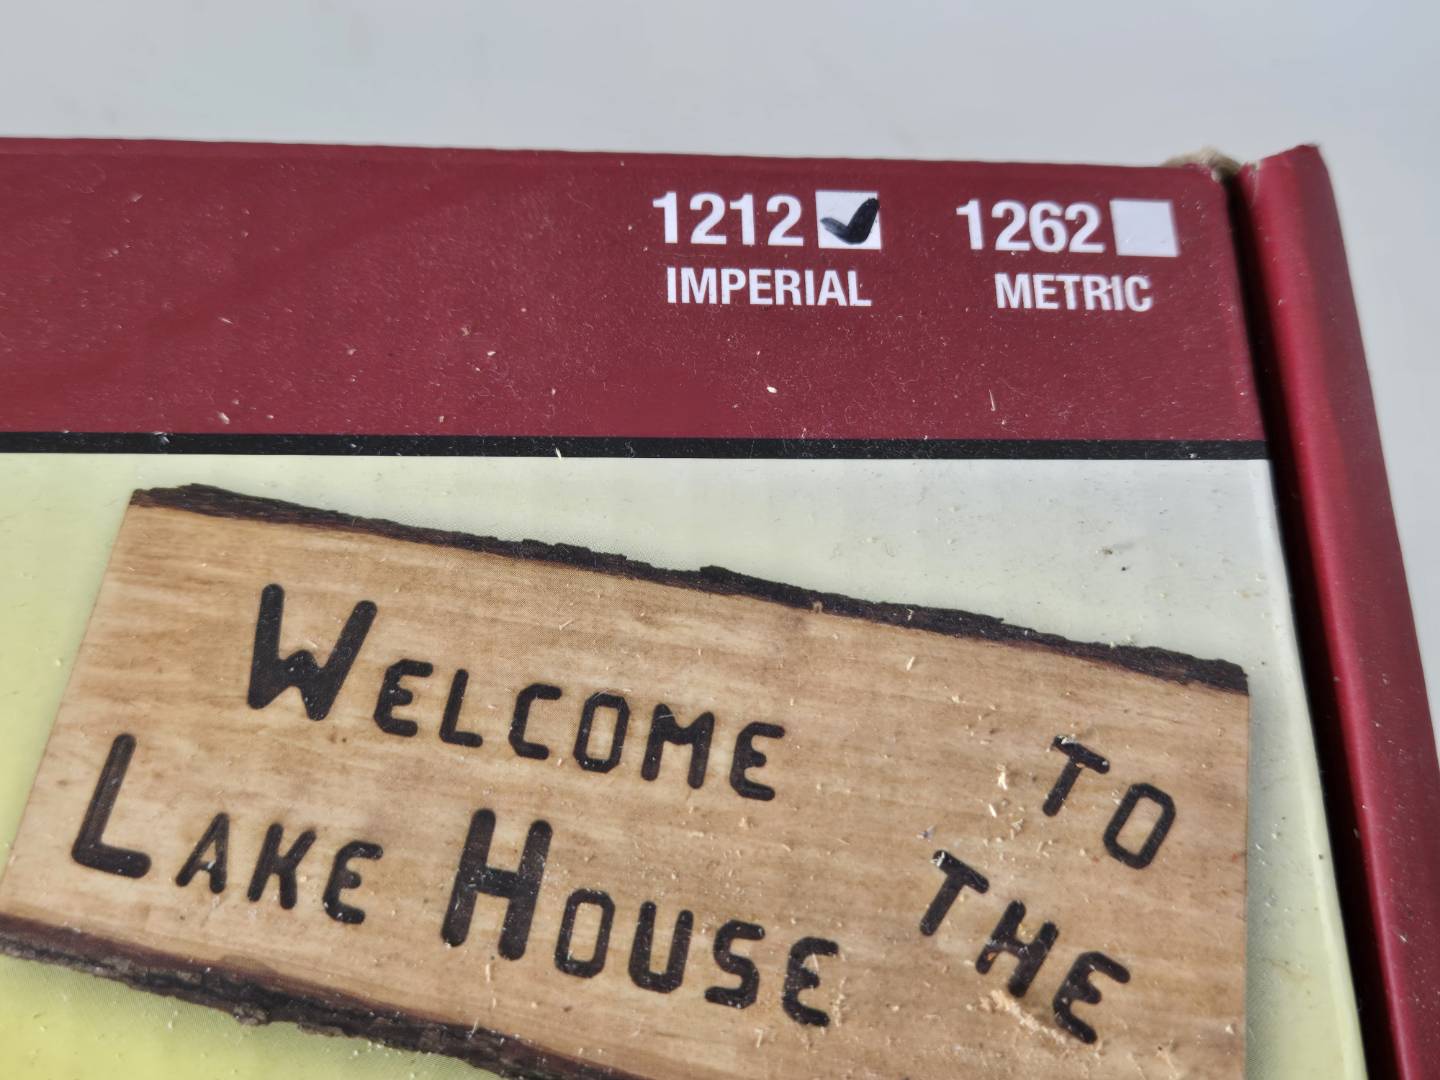 1212 1262
IMPERIAL METRIC
WELCOME TO
LAKE HOUSE THE